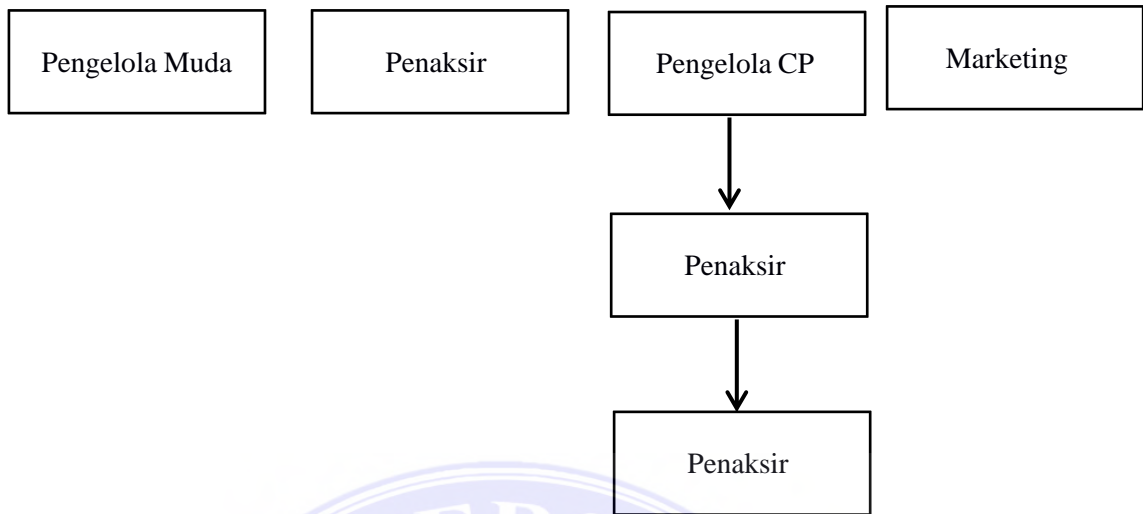 Pengelola Muda
Penaksir
Pengelola CP
Marketing
Penaksir
Penaksir